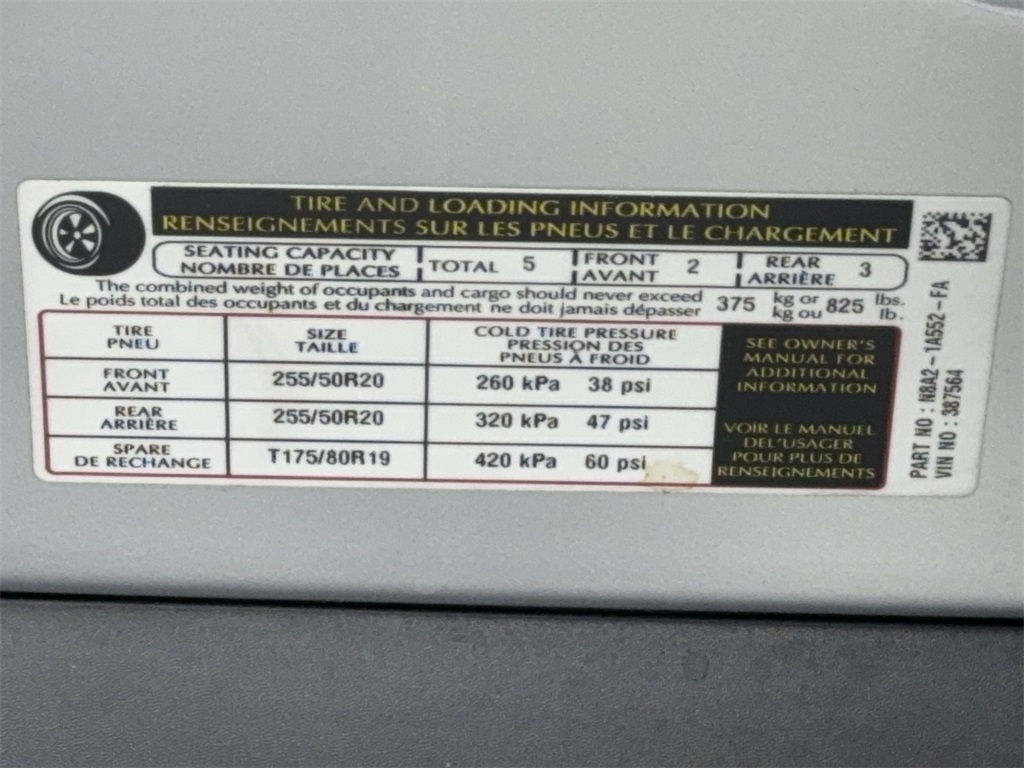 TIRE AND LOADING INFORMATION
RENSEIGNEMENTS SUR LES PNEUS ET LE CHARGEMENT
SEATING CAPACITY
NOMBRE DE PLACES
TOTAL 5
FRONT
AVANT
2
REAR
ARRIÈRE
3
The combined weight of occupants and cargo should never exceed
Le poids total des occupants et du chargement ne doit jamais dépasser
375
kg or
kg ou
825
lbs.
lb.
TIRE
PNEU
SIZE
TAILLE
COLD TIRE PRESSURE
PRESSION DES
PNEUS À FROID
FRONT
AVANT
255/50R20
260 kPa 38 psi
REAR
ARRIÈRE
255/50R20
320 kPa 47 psi
SPARE
DE RECHANGE
T175/80R19
420 kPa 60 psi
SEE OWNER'S
MANUAL FOR
ADDITIONAL
INFORMATION
VOIR LE MANUEL
DEL'USAGER
POUR PLUS DE
RENSEIGNEMENTS
PART NO : N8A2-1A552-FA
VIN NO : 387564